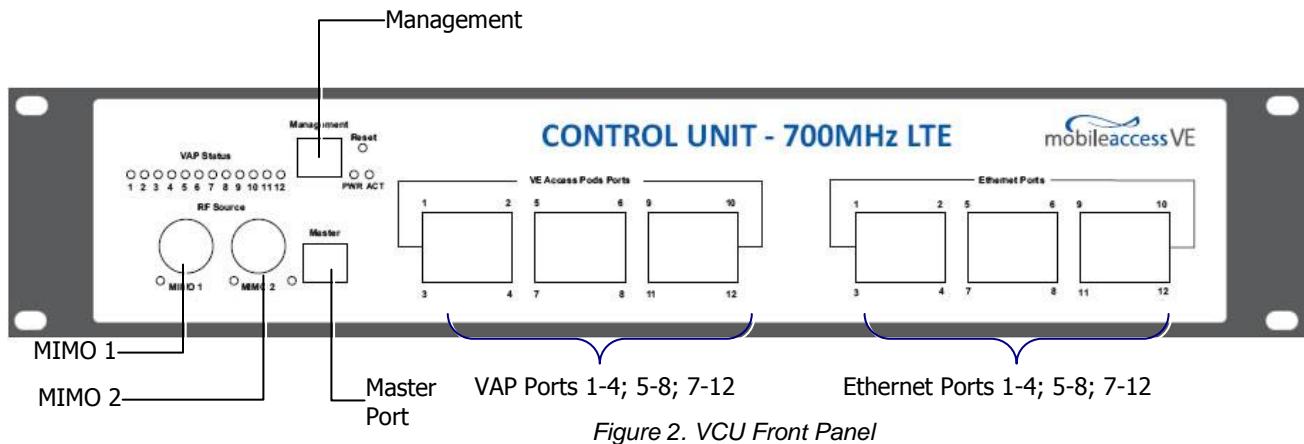 Management
Management
Reset
CONTROL UNIT - 700MHz LTE
mobileaccessVE
VAP Status
1 2 3 4 5 6 7 8 9 10 11 12
PWR ACT
RF Source
VE Access Pods Ports
Ethernet Ports
1 2 5 6 9 10
1 2 5 6 9 10
Master
MIMO 1
MIMO 2
3 4 7 8 11 12
3 4 7 8 11 12
MIMO 1
MIMO 2
Master
Port
VAP Ports 1-4; 5-8; 7-12
Ethernet Ports 1-4; 5-8; 7-12
Figure 2. VCU Front Panel